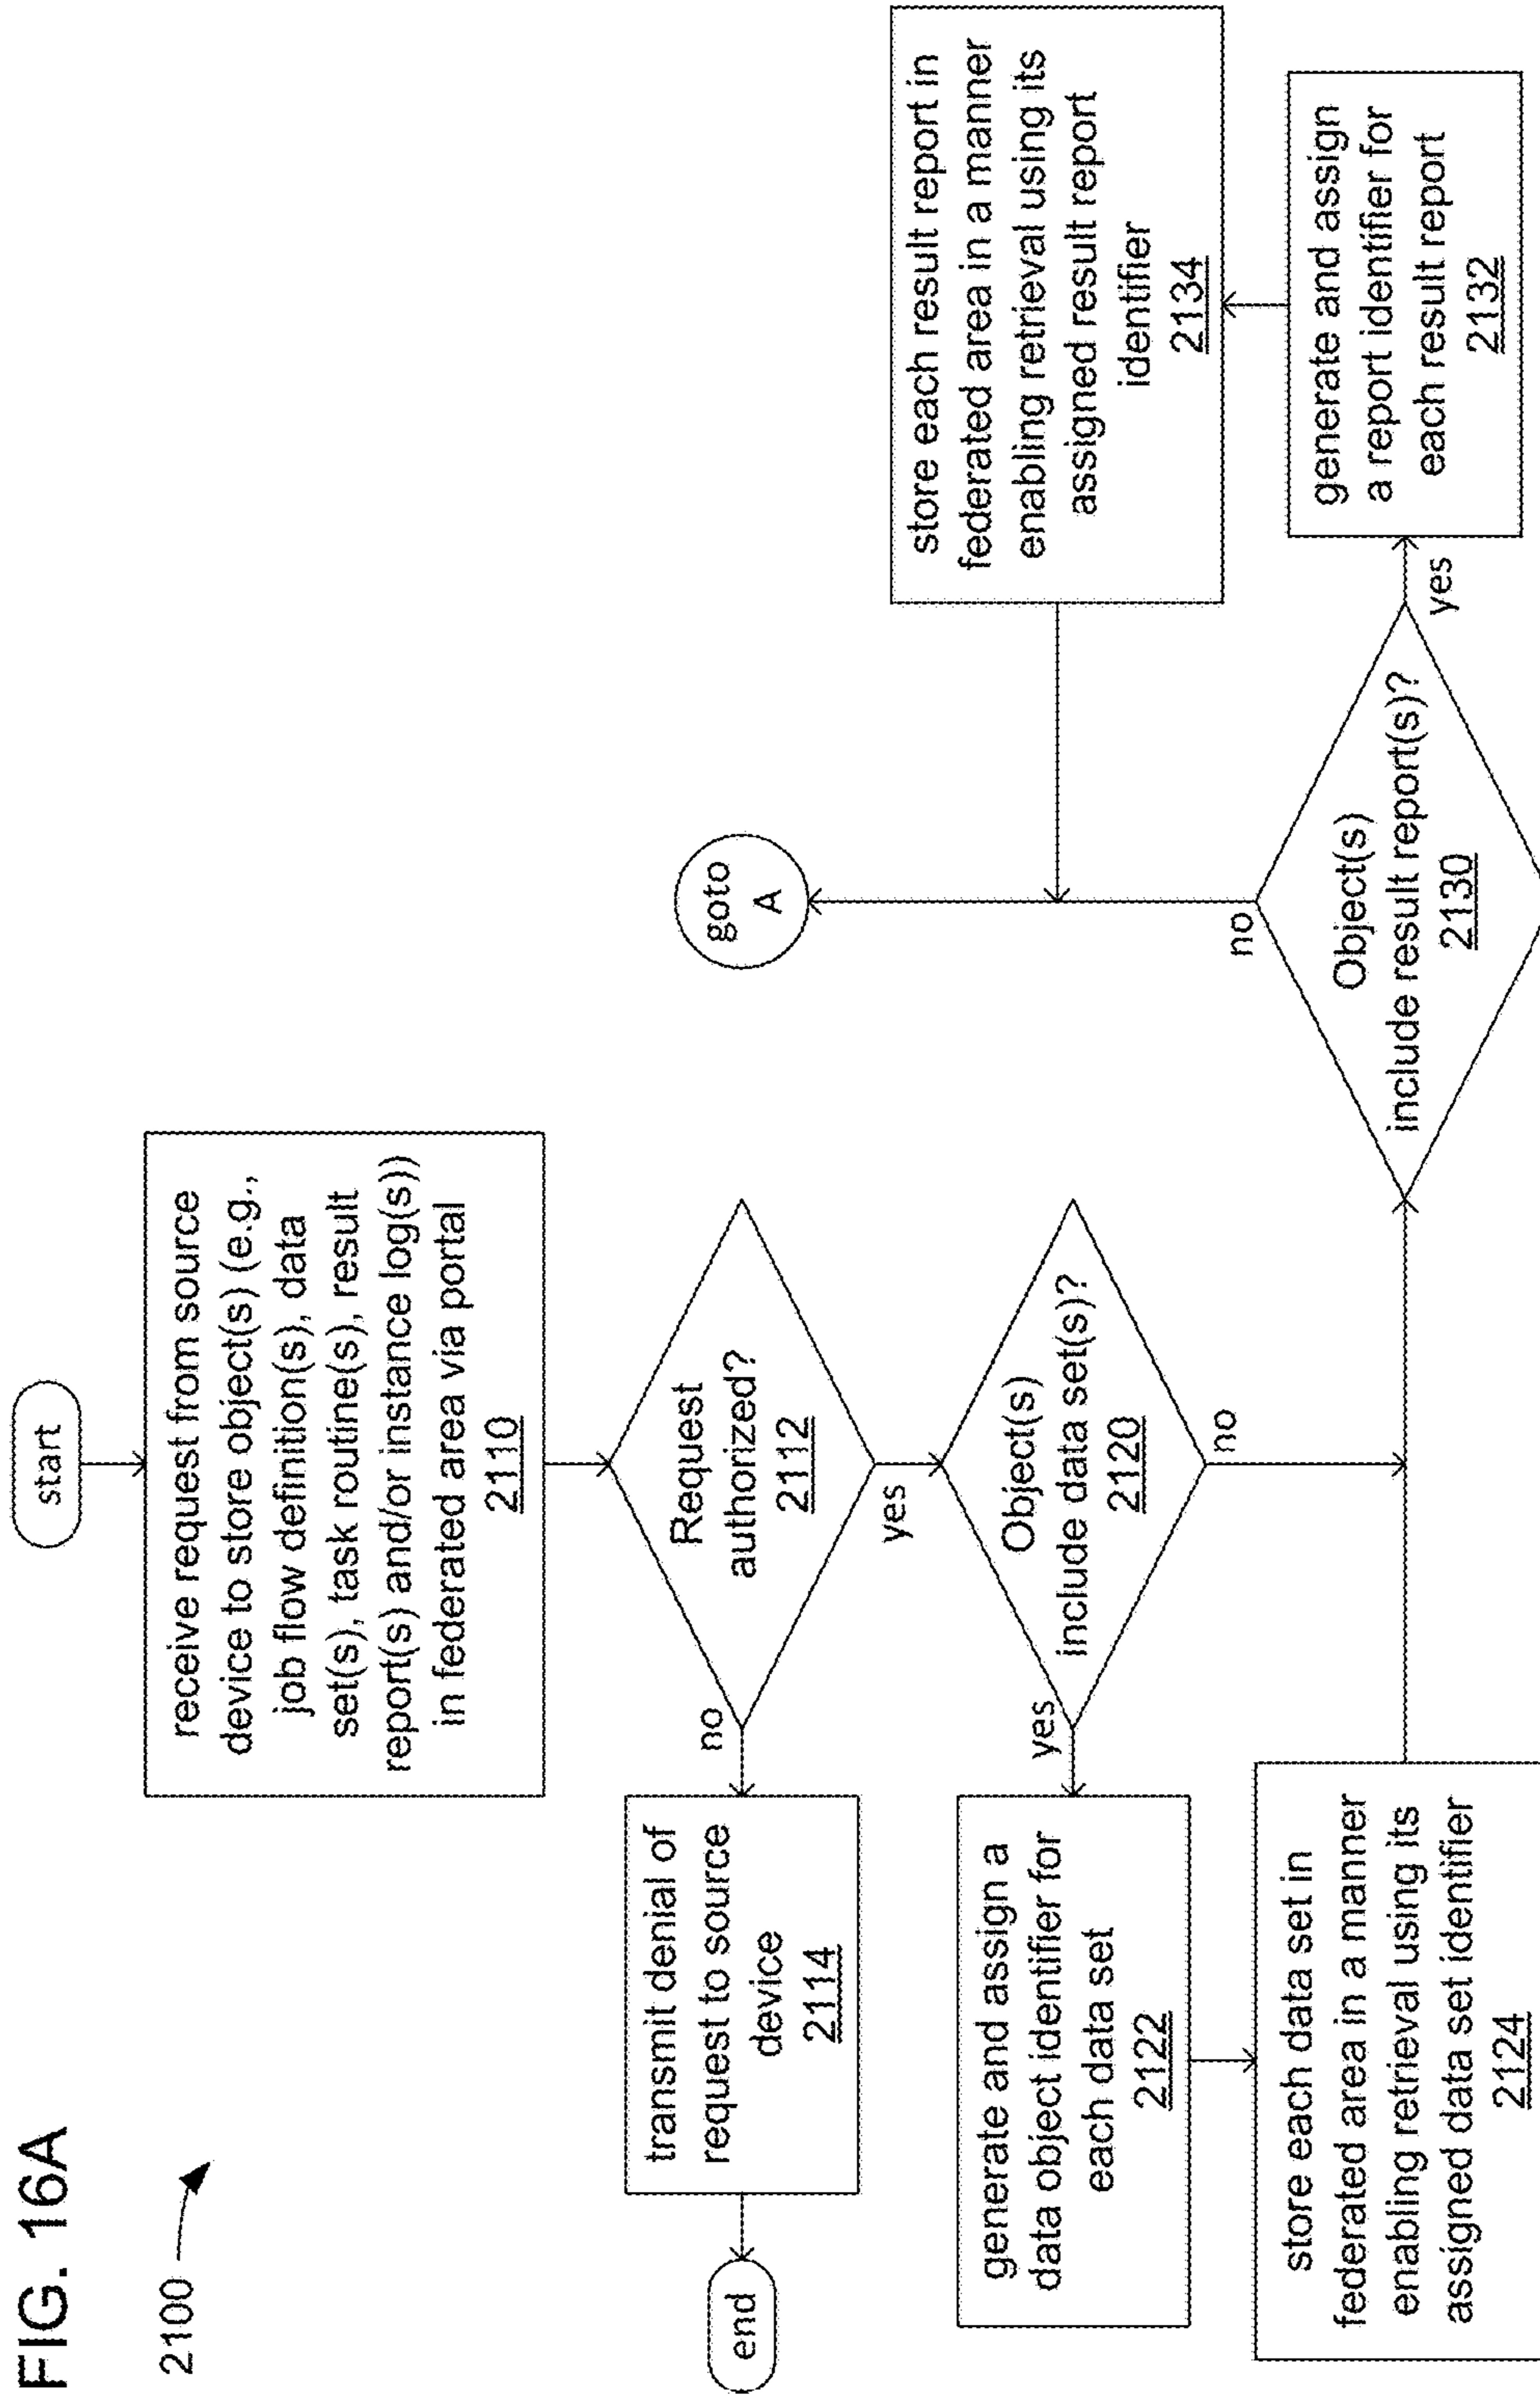 FIG. 16A
2100
start
receive request from source
device to store object(s) (e.g.,
job flow definition(s), data
set(s), task routine(s), result
report(s) and/or instance log(s))
in federated area via portal
2110
Request
authorized?
2112
no
yes
transmit denial of
request to source
device
2114
end
Object(s)
include data set(s)?
2120
yes
no
generate and assign a
data object identifier for
each data set
2122
store each data set in
federated area in a manner
enabling retrieval using its
assigned data set identifier
2124
Object(s)
include result report(s)?
2130
no
yes
generate and assign
a report identifier for
each result report
2132
store each result report in
federated area in a manner
enabling retrieval using its
assigned result report
identifier
2134
goto
A